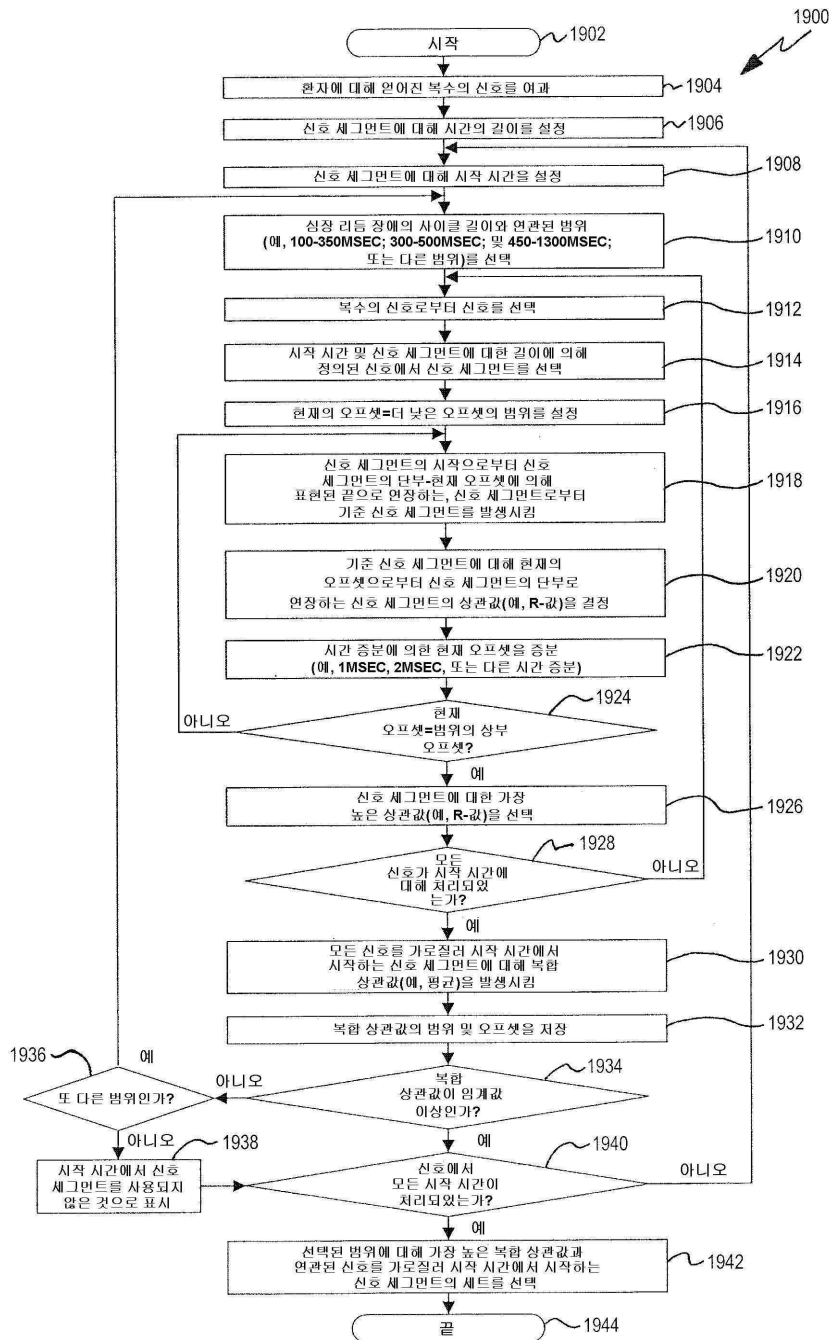 1900
시작
1902
환자에 대해 얻어진 복수의 신호를 여과
1904
신호 세그먼트에 대해 시간의 길이를 설정
1906
신호 세그먼트에 대해 시작 시간을 설정
1908
심장 리듬 장애의 사이클 길이와 연관된 범위
(예, 100-350MSEC; 300-500MSEC; 및 450-1300MSEC;
또는 다른 범위)를 선택
1910
복수의 신호로부터 신호를 선택
1912
시작 시간 및 신호 세그먼트에 대한 길이에 의해
정의된 신호에서 신호 세그먼트를 선택
1914
현재의 오프셋=더 낮은 오프셋의 범위를 설정
1916
신호 세그먼트의 시작으로부터 신호
세그먼트의 단부-현재 오프셋에 의해
표현된 끝으로 연장하는, 신호 세그먼트로부터
기준 신호 세그먼트를 발생시킴
1918
기준 신호 세그먼트에 대해 현재의
오프셋으로부터 신호 세그먼트의 단부로
연장하는 신호 세그먼트의 상관값(예, R-값)을 결정
1920
시간 증분에 의한 현재 오프셋을 증분
(예, 1MSEC, 2MSEC, 또는 다른 시간 증분)
1922
1924
아니오
현재
오프셋=범위의 상부
오프셋?
예
신호 세그먼트에 대한 가장
높은 상관값(예, R-값)을 선택
1926
1928
모든
신호가 시작 시간에
대해 처리되었
는가?
아니오
예
모든 신호를 가로질러 시작 시간에서
시작하는 신호 세그먼트에 대해 복합
상관값(예, 평균)을 발생시킴
1930
복합 상관값의 범위 및 오프셋을 저장
1932
1936
예
또 다른 범위인가?
아니오
1934
복합
상관값이 임계값
이상인가?
아니오
1938
예
1940
시작 시간에서 신호
세그먼트를 사용되지
않은 것으로 표시
신호에서
모든 시작 시간이
처리되었는가?
아니오
예
선택된 범위에 대해 가장 높은 복합 상관값과
연관된 신호를 가로질러 시작 시간에서 시작하는
신호 세그먼트의 세트를 선택
1942
끝
1944